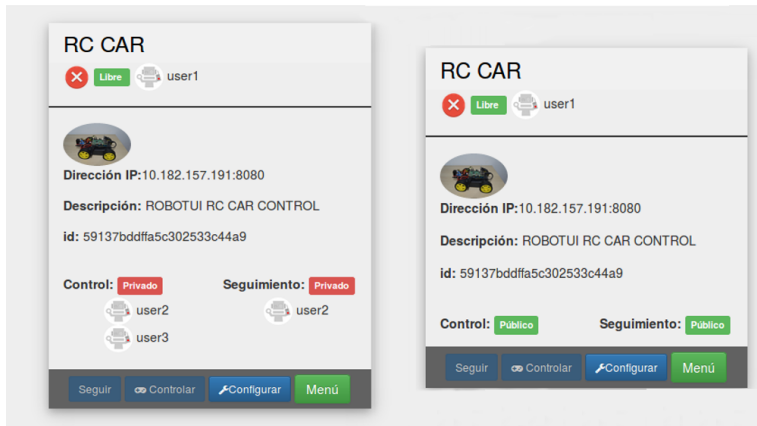 RC CAR
Libre user1
Dirección IP:10.182.157.191:8080
Descripción: ROBOTUI RC CAR CONTROL
id: 59137bddffa5c302533c44a9
Control: Privado Seguimiento: Privado
user2 user2
user3
Seguir Controlar Configurar Menú
RC CAR
Libre user1
Dirección IP:10.182.157.191:8080
Descripción: ROBOTUI RC CAR CONTROL
id: 59137bddffa5c302533c44a9
Control: Público Seguimiento: Público
Seguir Controlar Configurar Menú